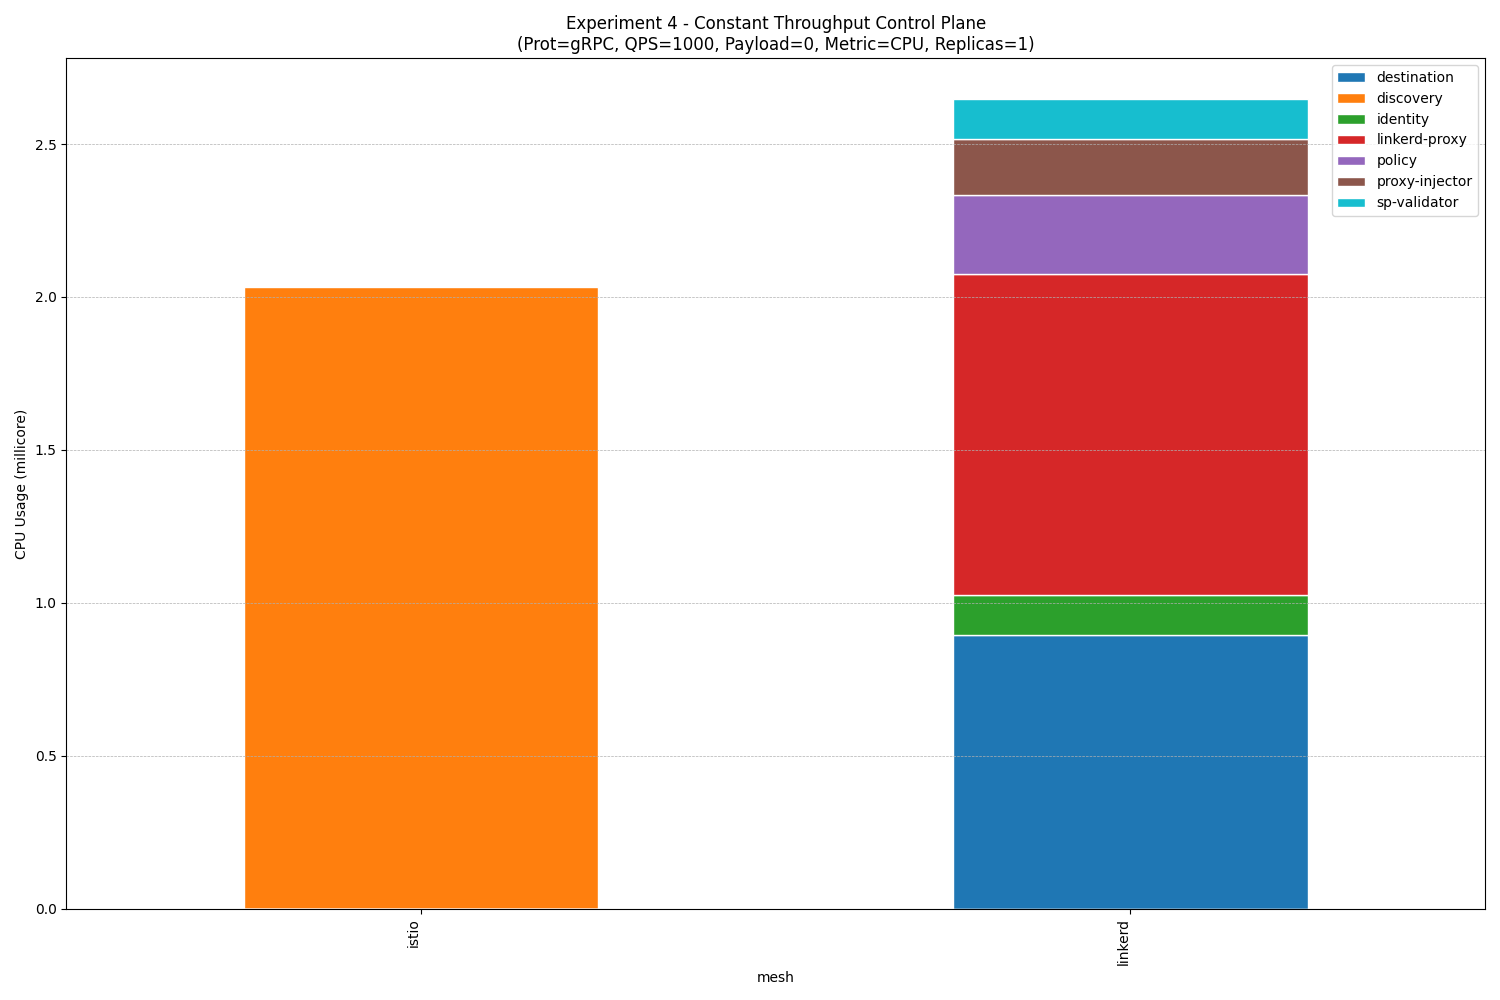 Experiment 4 - Constant Throughput Control Plane
(Prot=gRPC, QPS=1000, Payload=0, Metric=CPU, Replicas=1)
destination
discovery
identity
linkerd-proxy
policy
proxy-injector
sp-validator
CPU Usage (millicore)
2.5
2.0
1.5
1.0
0.5
0.0
istio
linkerd
mesh